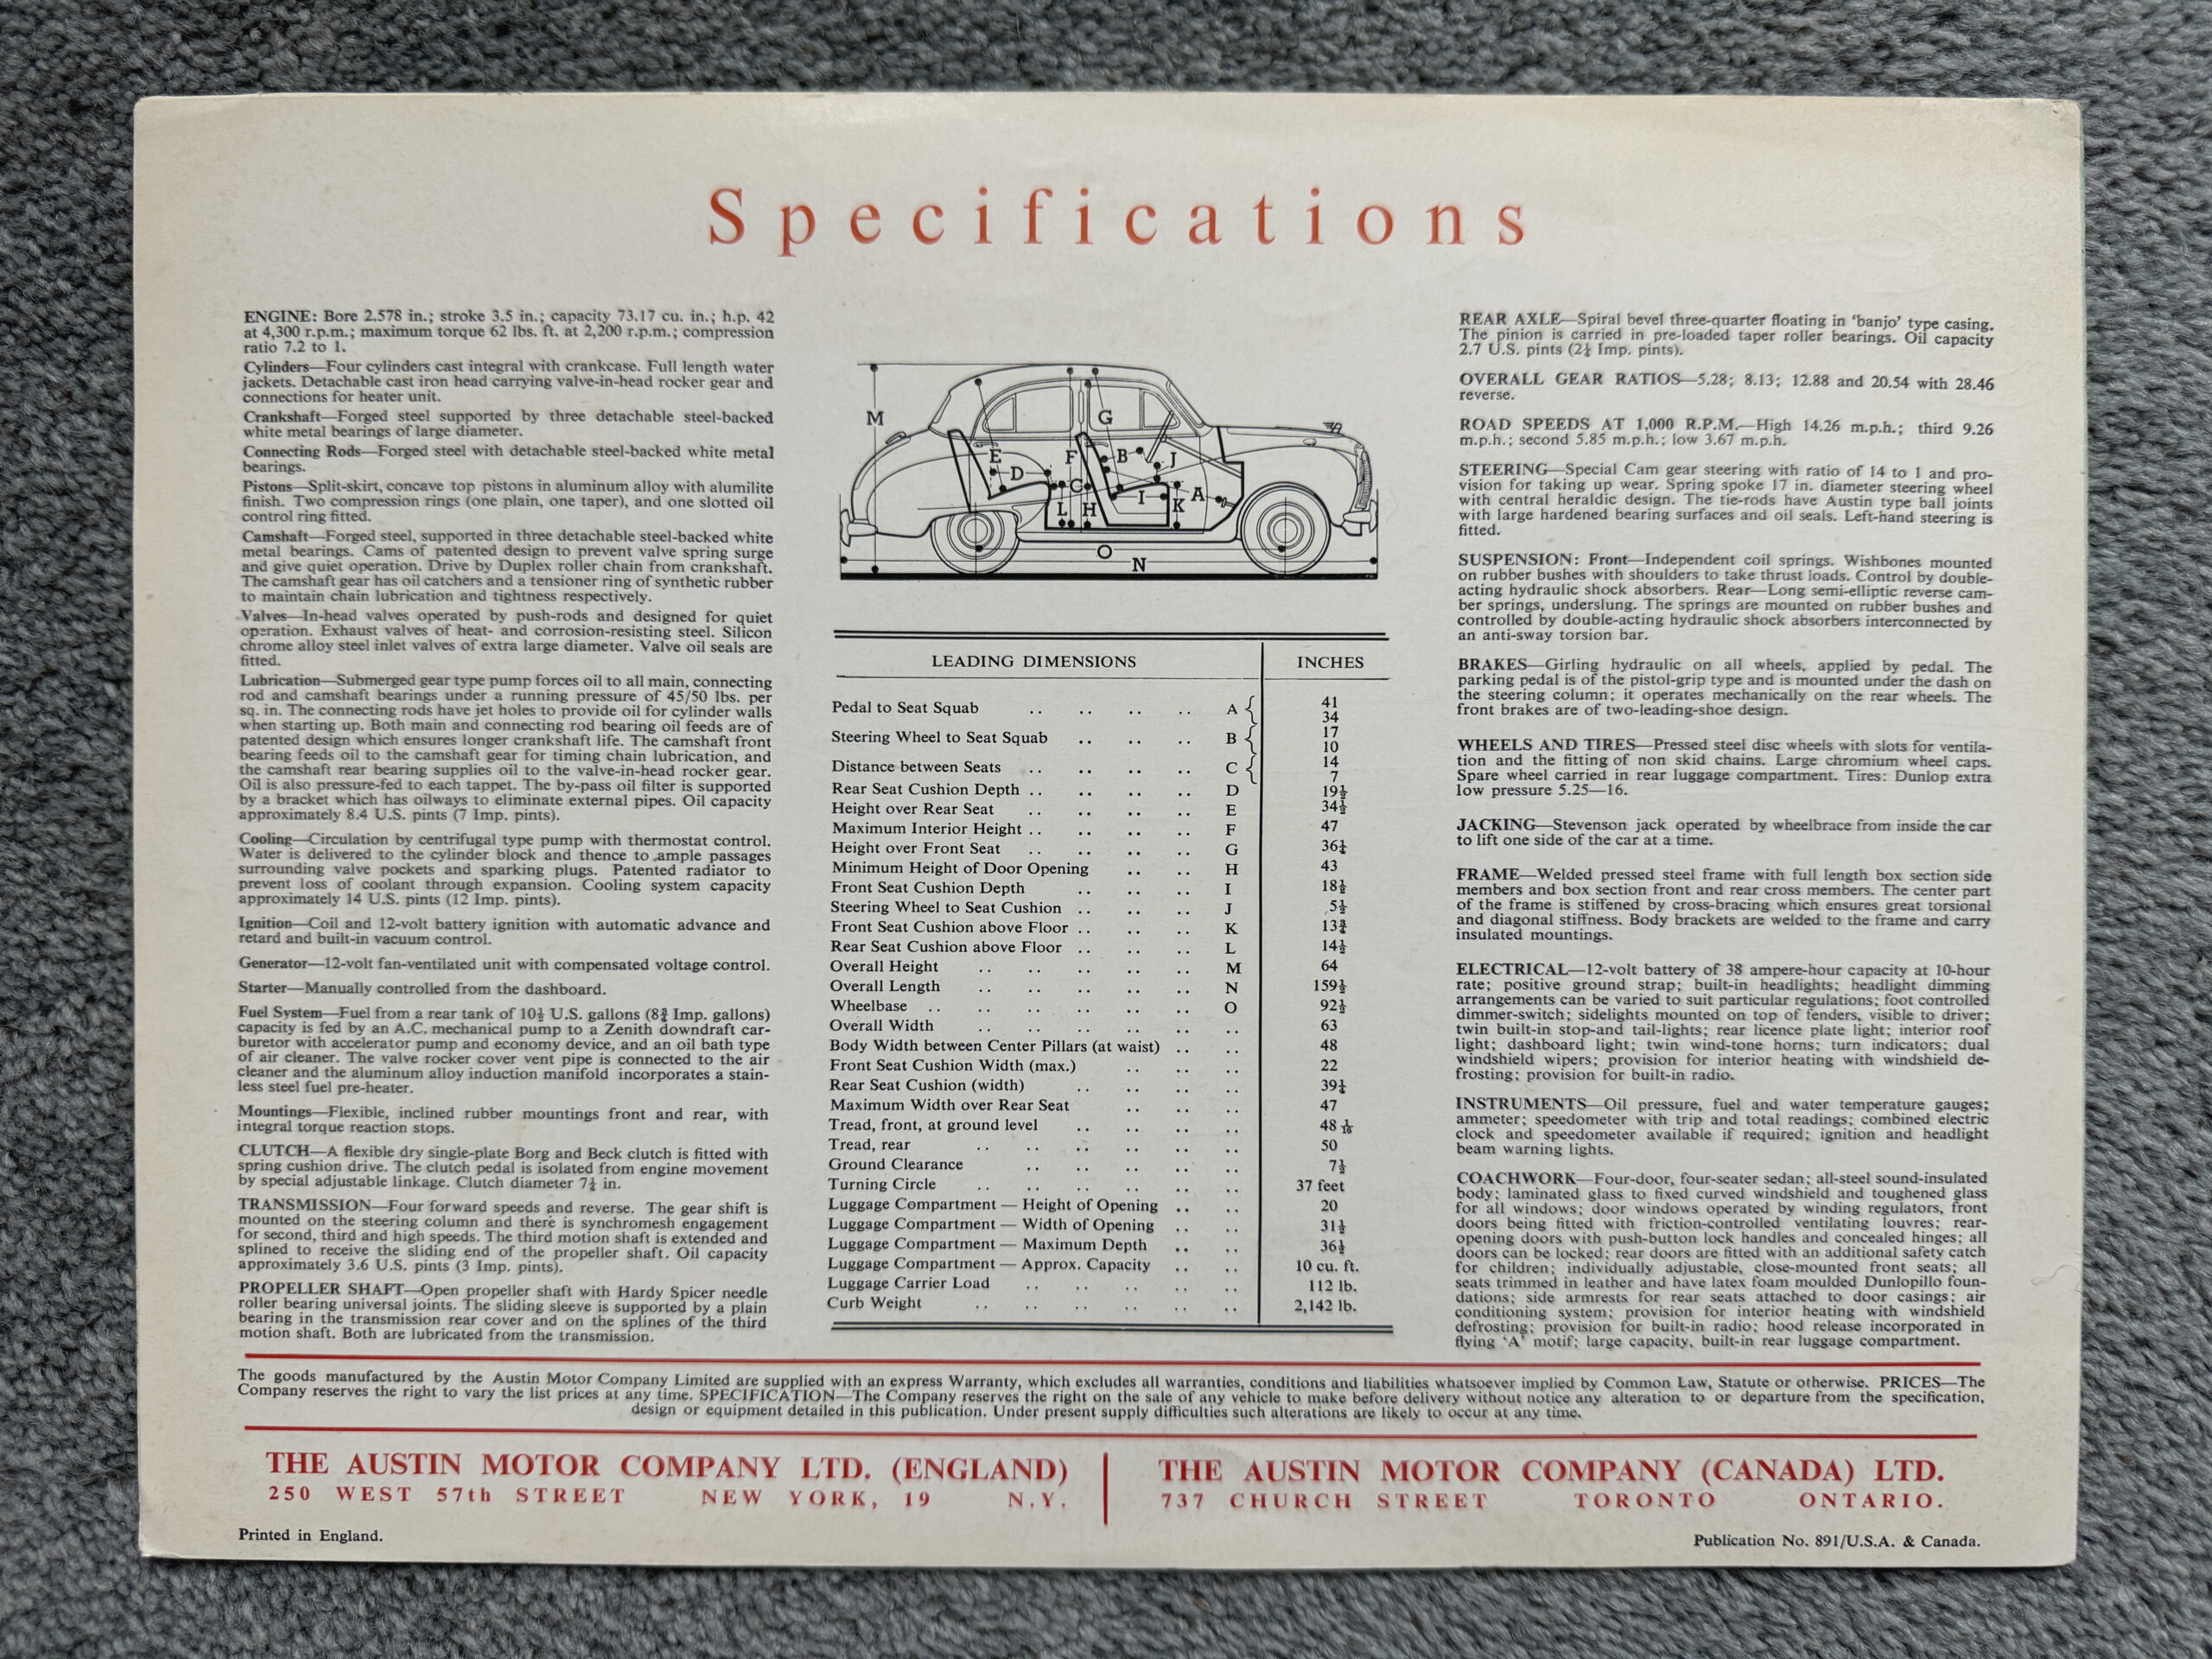 Specifications
ENGINE: Bore 2.578 in.; stroke 3.5 in.; capacity 73.17 cu. in.; h.p. 42
at 4,300 r.p.m.; maximum torque 62 lbs. ft. at 2,200 r.p.m.; compression
ratio 7.2 to 1.
Cylinders—Four cylinders cast integral with crankcase. Full length water
jackets. Detachable cast iron head carrying valve-in-head rocker gear and
connections for heater unit.
Crankshaft—Forged steel supported by three detachable steel-backed
white metal bearings of large diameter.
Connecting Rods—Forged steel with detachable steel-backed white metal
bearings.
Pistons—Split-skirt, concave top pistons in aluminum alloy with alumilite
finish. Two compression rings (one plain, one taper), and one slotted oil
control ring fitted.
Camshaft—Forged steel, supported in three detachable steel-backed white
metal bearings. Cams of patented design to prevent valve spring surge
and give quiet operation. Drive by Duplex roller chain from crankshaft.
The camshaft gear has oil catchers and a tensioner ring of synthetic rubber
to maintain chain lubrication and tightness respectively.
Valves—In-head valves operated by push-rods and designed for quiet
operation. Exhaust valves of heat- and corrosion-resisting steel. Silicon
chrome alloy steel inlet valves of extra large diameter. Valve oil seals are
fitted.
Lubrication—Submerged gear type pump forces oil to all main, connecting
rod and camshaft bearings under a running pressure of 45/50 lbs. per
sq. in. The connecting rods have jet holes to provide oil for cylinder walls
when starting up. Both main and connecting rod bearing oil feeds are of
patented design which ensures longer crankshaft life. The camshaft front
bearing feeds oil to the camshaft gear for timing chain lubrication, and
the camshaft rear bearing supplies oil to the valve-in-head rocker gear.
Oil is also pressure-fed to each tappet. The by-pass oil filter is supported
by a bracket which has oilways to eliminate external pipes. Oil capacity
approximately 8.4 U.S. pints (7 Imp. pints).
Cooling—Circulation by centrifugal type pump with thermostat control.
Water is delivered to the cylinder block and thence to ample passages
surrounding valve pockets and sparking plugs. Patented radiator to
prevent loss of coolant through expansion. Cooling system capacity
approximately 14 U.S. pints (12 Imp. pints).
Ignition—Coil and 12-volt battery ignition with automatic advance and
retard and built-in vacuum control.
Generator—12-volt fan-ventilated unit with compensated voltage control.
Starter—Manually controlled from the dashboard.
Fuel System—Fuel from a rear tank of 10½ U.S. gallons (8¾ Imp. gallons)
capacity is fed by an A.C. mechanical pump to a Zenith downdraft car-
buretor with accelerator pump and economy device, and an oil bath type
of air cleaner. The valve rocker cover vent pipe is connected to the air
cleaner and the aluminum alloy induction manifold incorporates a stain-
less steel fuel pre-heater.
Mountings—Flexible, inclined rubber mountings front and rear, with
integral torque reaction stops.
CLUTCH—A flexible dry single-plate Borg and Beck clutch is fitted with
spring cushion drive. The clutch pedal is isolated from engine movement
by special adjustable linkage. Clutch diameter 7¼ in.
TRANSMISSION—Four forward speeds and reverse. The gear shift is
mounted on the steering column and there is synchromesh engagement
for second, third and high speeds. The third motion shaft is extended and
splined to receive the sliding end of the propeller shaft. Oil capacity
approximately 3.6 U.S. pints (3 Imp. pints).
PROPELLER SHAFT—Open propeller shaft with Hardy Spicer needle
roller bearing universal joints. The sliding sleeve is supported by a plain
bearing in the transmission rear cover and on the splines of the third
motion shaft. Both are lubricated from the transmission.
M
G
E
D
F
B
J
C
A
I
L
H
K
O
N
LEADING DIMENSIONS INCHES
Pedal to Seat Squab .. .. .. .. A { 41
34
Steering Wheel to Seat Squab .. .. .. B { 17
10
Distance between Seats .. .. .. .. C { 14
7
Rear Seat Cushion Depth .. .. .. .. D 19½
Height over Rear Seat .. .. .. .. E 34½
Maximum Interior Height .. .. .. .. F 47
Height over Front Seat .. .. .. .. G 36¼
Minimum Height of Door Opening .. .. H 43
Front Seat Cushion Depth .. .. .. I 18½
Steering Wheel to Seat Cushion .. .. .. J 5½
Front Seat Cushion above Floor .. .. .. K 13¾
Rear Seat Cushion above Floor .. .. .. L 14½
Overall Height .. .. .. .. .. M 64
Overall Length .. .. .. .. .. N 159½
Wheelbase .. .. .. .. .. .. O 92½
Overall Width .. .. .. .. .. .. 63
Body Width between Center Pillars (at waist) .. .. 48
Front Seat Cushion Width (max.) .. .. .. 22
Rear Seat Cushion (width) .. .. .. .. 39¼
Maximum Width over Rear Seat .. .. .. 47
Tread, front, at ground level .. .. .. .. 48 1/16
Tread, rear .. .. .. .. .. .. 50
Ground Clearance .. .. .. .. .. 7½
Turning Circle .. .. .. .. .. .. 37 feet
Luggage Compartment — Height of Opening .. .. 20
Luggage Compartment — Width of Opening .. .. 31½
Luggage Compartment — Maximum Depth .. .. 36½
Luggage Compartment — Approx. Capacity .. .. 10 cu. ft.
Luggage Carrier Load .. .. .. .. .. 112 lb.
Curb Weight .. .. .. .. .. .. 2,142 lb.
REAR AXLE—Spiral bevel three-quarter floating in ‘banjo’ type casing.
The pinion is carried in pre-loaded taper roller bearings. Oil capacity
2.7 U.S. pints (2¼ Imp. pints).
OVERALL GEAR RATIOS—5.28; 8.13; 12.88 and 20.54 with 28.46
reverse.
ROAD SPEEDS AT 1,000 R.P.M.—High 14.26 m.p.h.; third 9.26
m.p.h.; second 5.85 m.p.h.; low 3.67 m.p.h.
STEERING—Special Cam gear steering with ratio of 14 to 1 and pro-
vision for taking up wear. Spring spoke 17 in. diameter steering wheel
with central heraldic design. The tie-rods have Austin type ball joints
with large hardened bearing surfaces and oil seals. Left-hand steering is
fitted.
SUSPENSION: Front—Independent coil springs. Wishbones mounted
on rubber bushes with shoulders to take thrust loads. Control by double-
acting hydraulic shock absorbers. Rear—Long semi-elliptic reverse cam-
ber springs, underslung. The springs are mounted on rubber bushes and
controlled by double-acting hydraulic shock absorbers interconnected by
an anti-sway torsion bar.
BRAKES—Girling hydraulic on all wheels, applied by pedal. The
parking pedal is of the pistol-grip type and is mounted under the dash on
the steering column; it operates mechanically on the rear wheels. The
front brakes are of two-leading-shoe design.
WHEELS AND TIRES—Pressed steel disc wheels with slots for ventila-
tion and the fitting of non skid chains. Large chromium wheel caps.
Spare wheel carried in rear luggage compartment. Tires: Dunlop extra
low pressure 5.25—16.
JACKING—Stevenson jack operated by wheelbrace from inside the car
to lift one side of the car at a time.
FRAME—Welded pressed steel frame with full length box section side
members and box section front and rear cross members. The center part
of the frame is stiffened by cross-bracing which ensures great torsional
and diagonal stiffness. Body brackets are welded to the frame and carry
insulated mountings.
ELECTRICAL—12-volt battery of 38 ampere-hour capacity at 10-hour
rate; positive ground strap; built-in headlights; headlight dimming
arrangements can be varied to suit particular regulations; foot controlled
dimmer-switch; sidelights mounted on top of fenders, visible to driver;
twin built-in stop-and tail-lights; rear licence plate light; interior roof
light; dashboard light; twin wind-tone horns; turn indicators; dual
windshield wipers; provision for interior heating with windshield de-
frosting; provision for built-in radio.
INSTRUMENTS—Oil pressure, fuel and water temperature gauges;
ammeter; speedometer with trip and total readings; combined electric
clock and speedometer available if required; ignition and headlight
beam warning lights.
COACHWORK—Four-door, four-seater sedan; all-steel sound-insulated
body; laminated glass to fixed curved windshield and toughened glass
for all windows; door windows operated by winding regulators, front
doors being fitted with friction-controlled ventilating louvres; rear-
opening doors with push-button lock handles and concealed hinges; all
doors can be locked; rear doors are fitted with an additional safety catch
for children; individually adjustable, close-mounted front seats; all
seats trimmed in leather and have latex foam moulded Dunlopillo foun-
dations; side armrests for rear seats attached to door casings; air
conditioning system; provision for interior heating with windshield
defrosting; provision for built-in radio; hood release incorporated in
flying ‘A’ motif; large capacity, built-in rear luggage compartment.
The goods manufactured by the Austin Motor Company Limited are supplied with an express Warranty, which excludes all warranties, conditions and liabilities whatsoever implied by Common Law, Statute or otherwise. PRICES—The
Company reserves the right to vary the list prices at any time. SPECIFICATION—The Company reserves the right on the sale of any vehicle to make before delivery without notice any alteration to or departure from the specification,
design or equipment detailed in this publication. Under present supply difficulties such alterations are likely to occur at any time.
THE AUSTIN MOTOR COMPANY LTD. (ENGLAND)
250 WEST 57th STREET NEW YORK, 19 N.Y.
THE AUSTIN MOTOR COMPANY (CANADA) LTD.
737 CHURCH STREET TORONTO ONTARIO.
Printed in England.
Publication No. 891/U.S.A. & Canada.